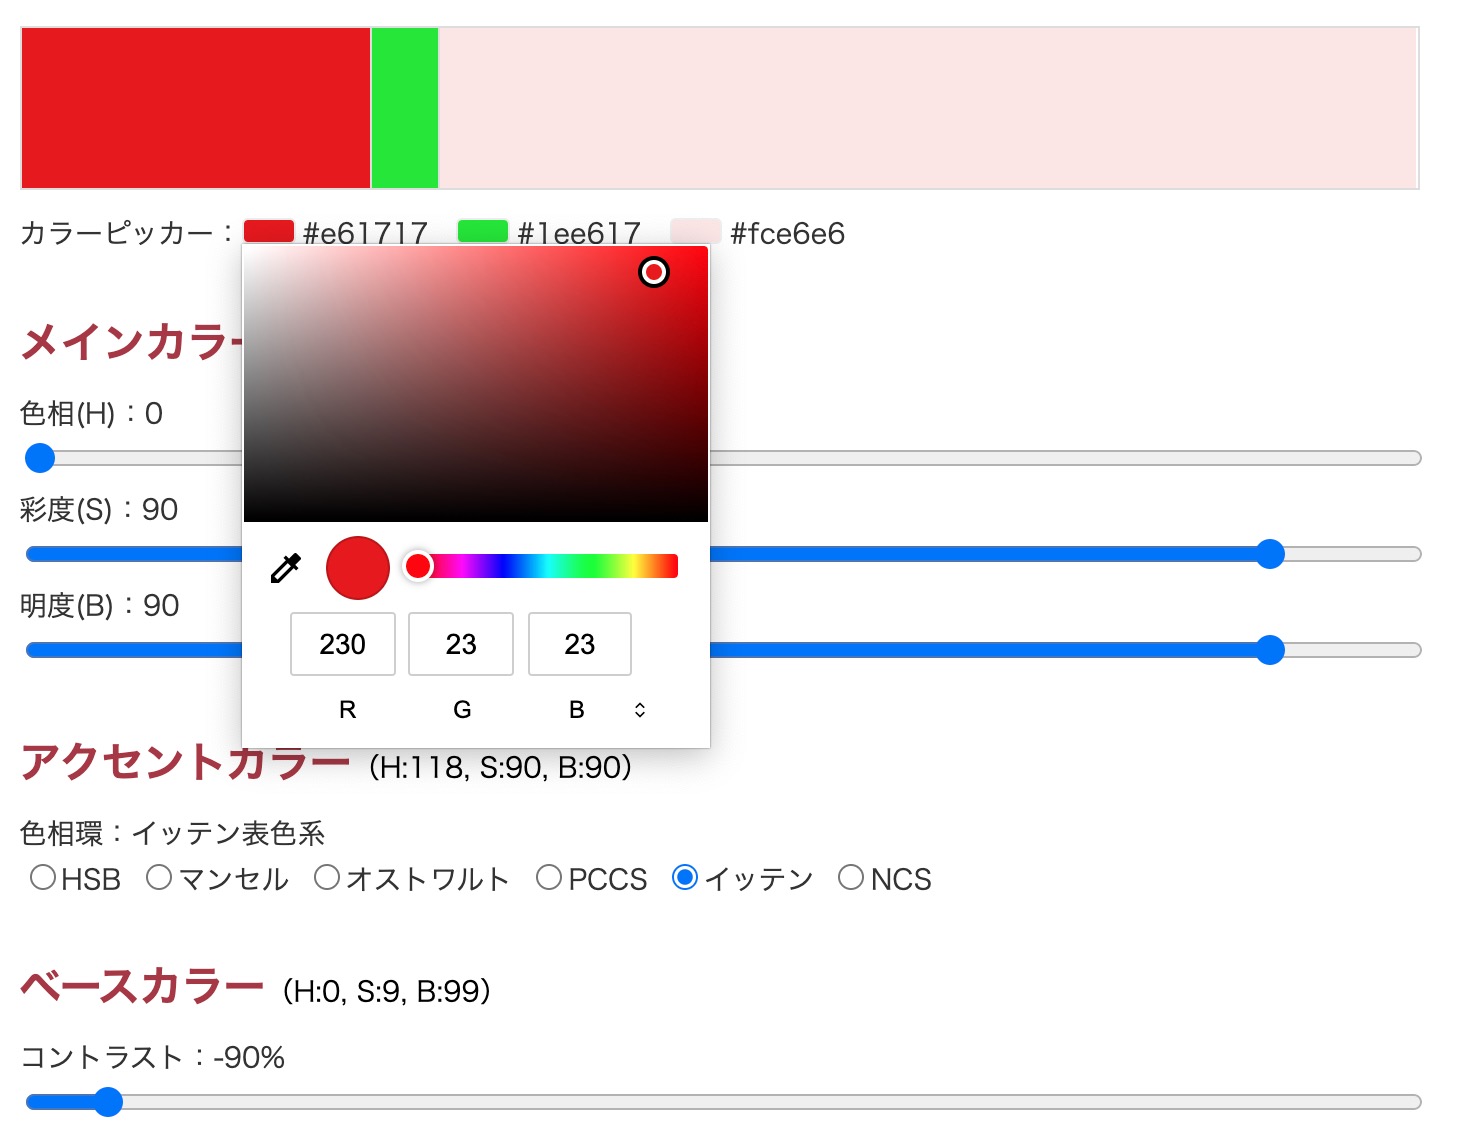 カラーピッカー： #e61717 #1ee617 #fce6e6
メインカラー
色相(H)：0
彩度(S)：90
明度(B)：90
230 23 23
R G B
アクセントカラー （H:118, S:90, B:90）
色相環：イッテン表色系
HSB マンセル オストワルト PCCS イッテン NCS
ベースカラー （H:0, S:9, B:99）
コントラスト：-90%